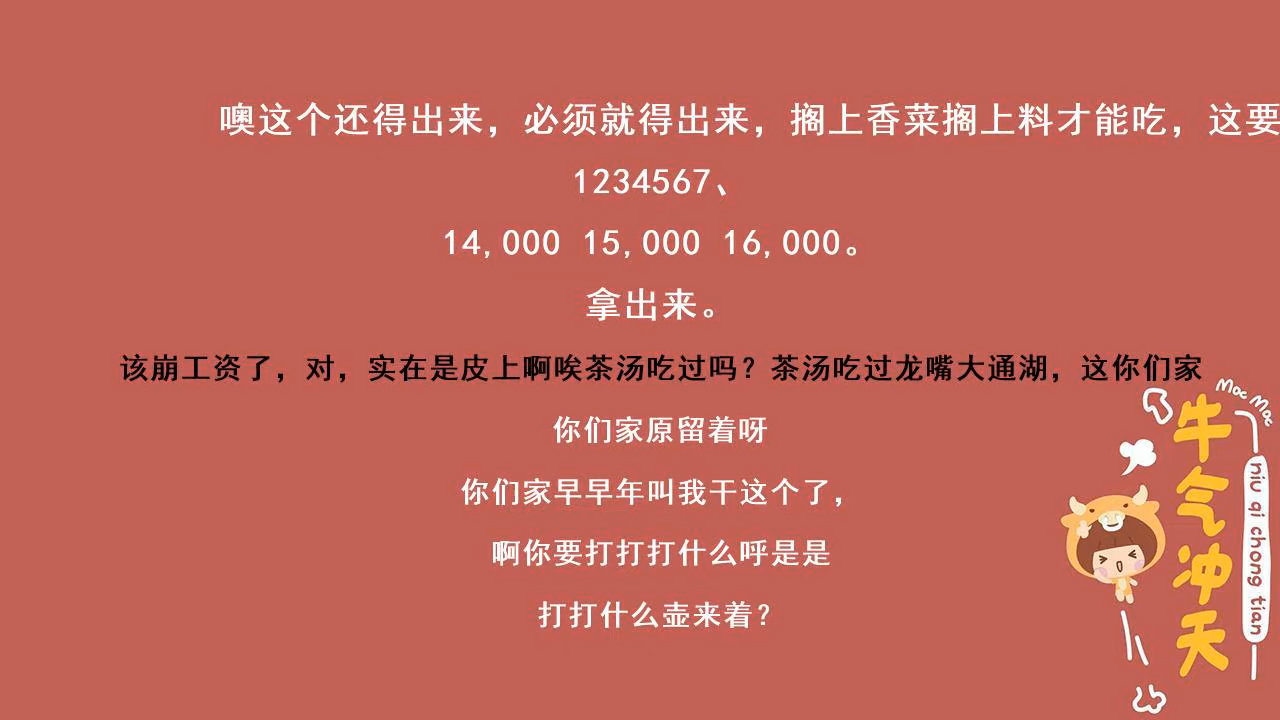 噢这个还得出来，必须就得出来，搁上香菜搁上料才能吃，这要
1234567、
14,000 15,000 16,000。
拿出来。
该崩工资了，对，实在是皮上啊唉茶汤吃过吗？茶汤吃过龙嘴大通湖，这你们家
你们家原留着呀
你们家早早年叫我干这个了，
啊你要打打打什么呼是是
打打什么壶来着？
Moc Moc
牛气冲天
niu qi chong tian